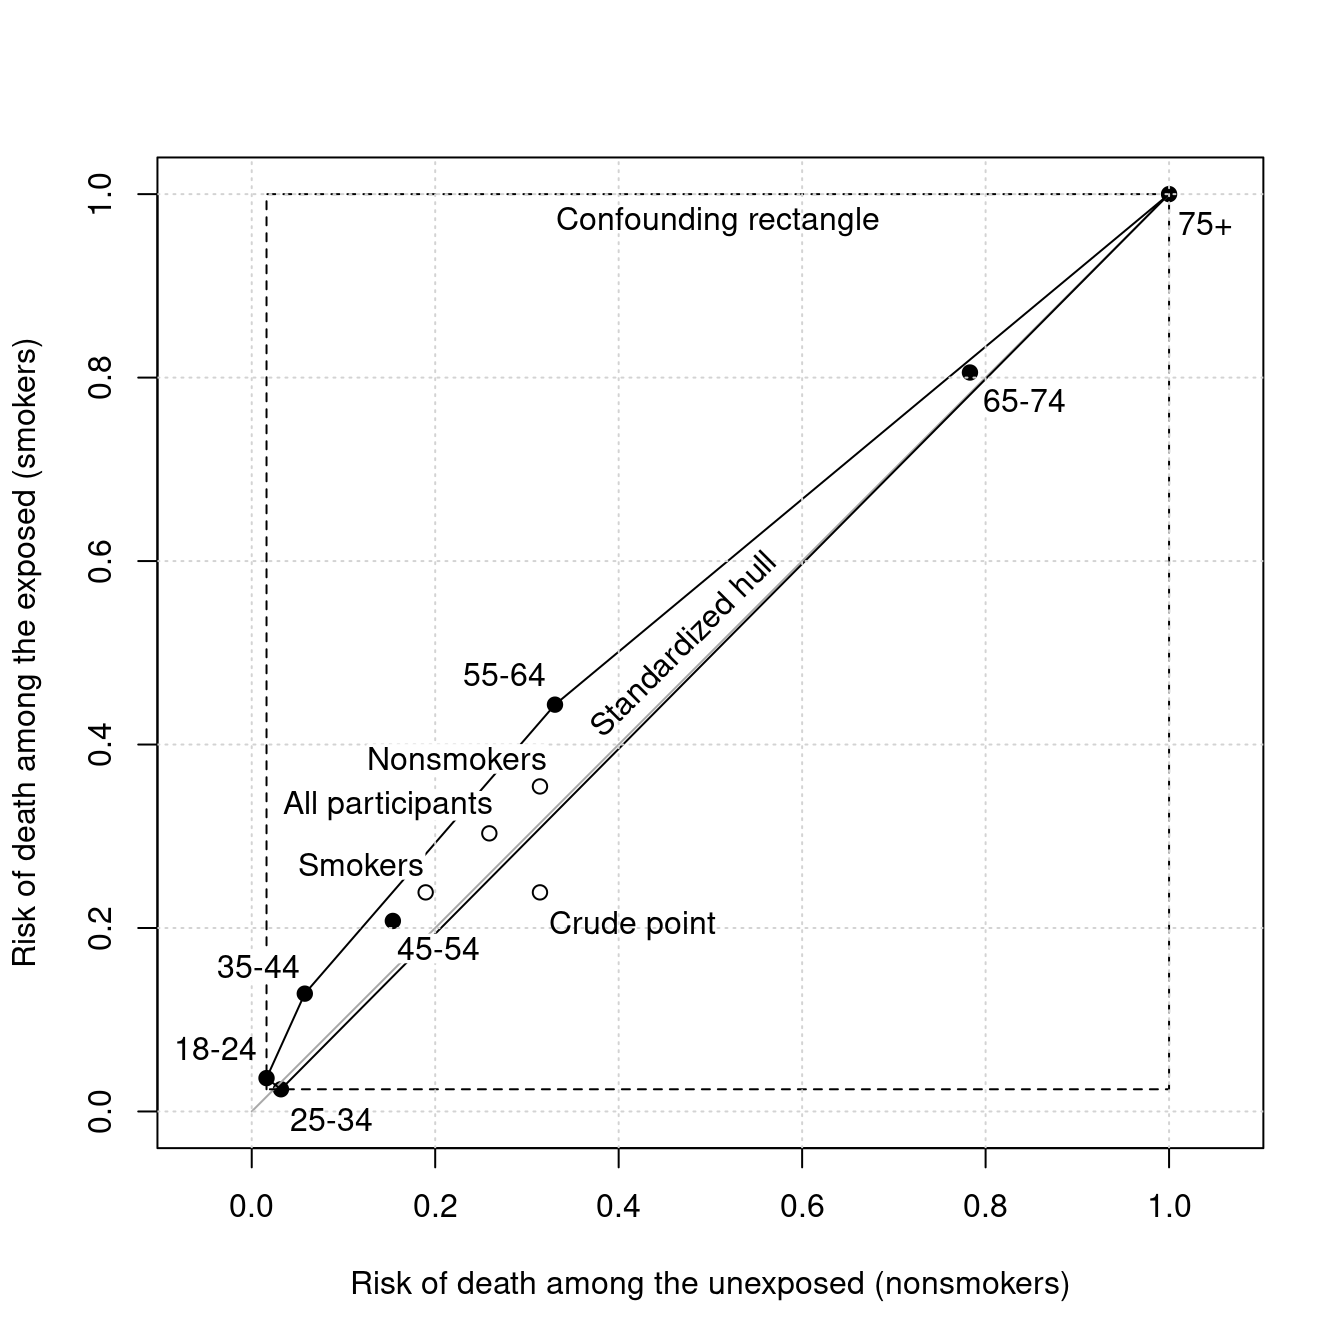 Confounding rectangle
75+
65-74
Standardized hull
55-64
Nonsmokers
All participants
Smokers
Crude point
45-54
35-44
18-24
25-34
Risk of death among the exposed (smokers)
1.0
0.8
0.6
0.4
0.2
0.0
0.0 0.2 0.4 0.6 0.8 1.0
Risk of death among the unexposed (nonsmokers)